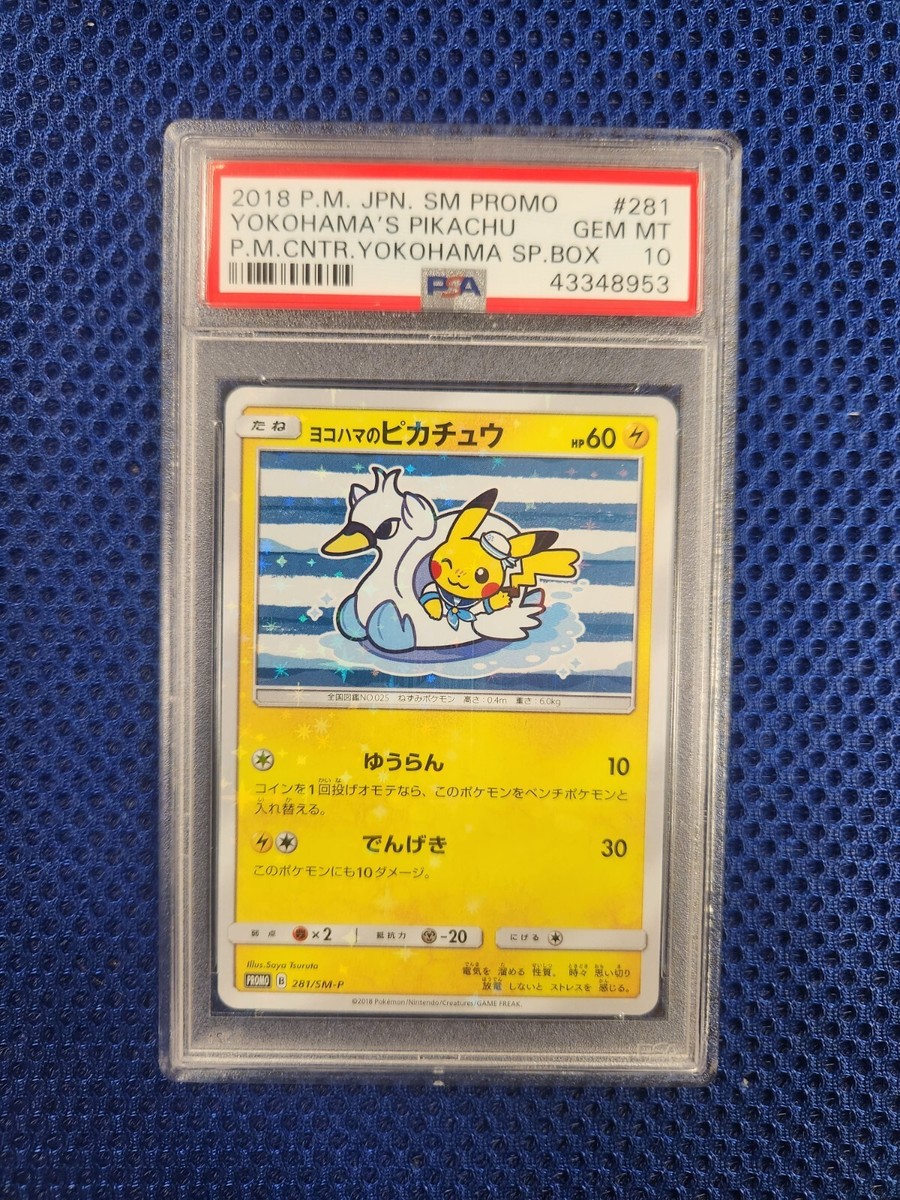 2018 P.M. JPN. SM PROMO #281
YOKOHAMA'S PIKACHU GEM MT
P.M.CNTR.YOKOHAMA SP.BOX 10
PSA 43348953
たね ヨコハマのピカチュウ HP60
全国図鑑NO.025 ねずみポケモン 高さ:0.4m 重さ:6.0kg
ゆうらん 10
コインを1回投げオモテなら、このポケモンをベンチポケモンと
入れ替える。
でんげき 30
このポケモンにも10ダメージ。
弱点 ×2 抵抗力 -20 にげる
Illus.Saya Tsuruta
電気を 溜める 性質。 時々 思い切り
放電 しないと ストレスを 感じる。
PROMO B 281/SM-P
©2018 Pokémon/Nintendo/Creatures/GAME FREAK.